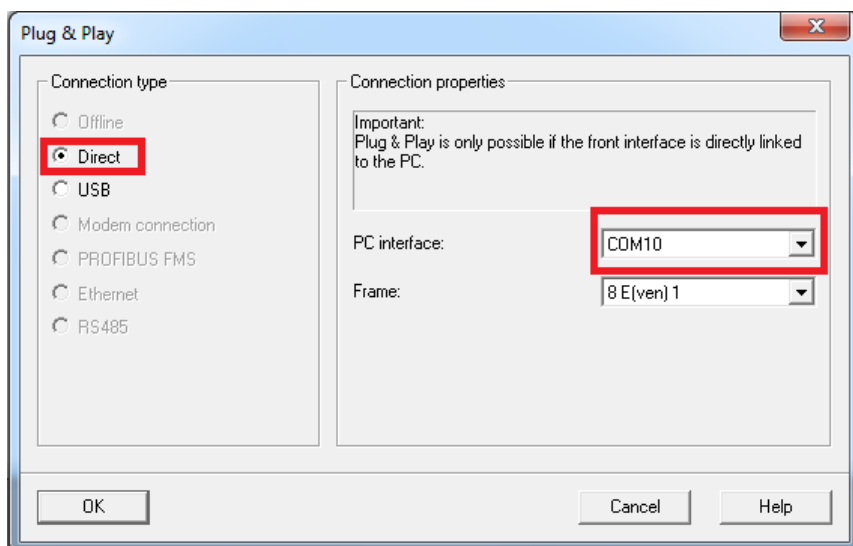 Plug & Play
Connection type
Offline
Direct
USB
Modem connection
PROFIBUS FMS
Ethernet
RS485
Connection properties
Important:
Plug & Play is only possible if the front interface is directly linked
to the PC.
PC interface:
COM10
Frame:
8 E(ven) 1
OK
Cancel
Help